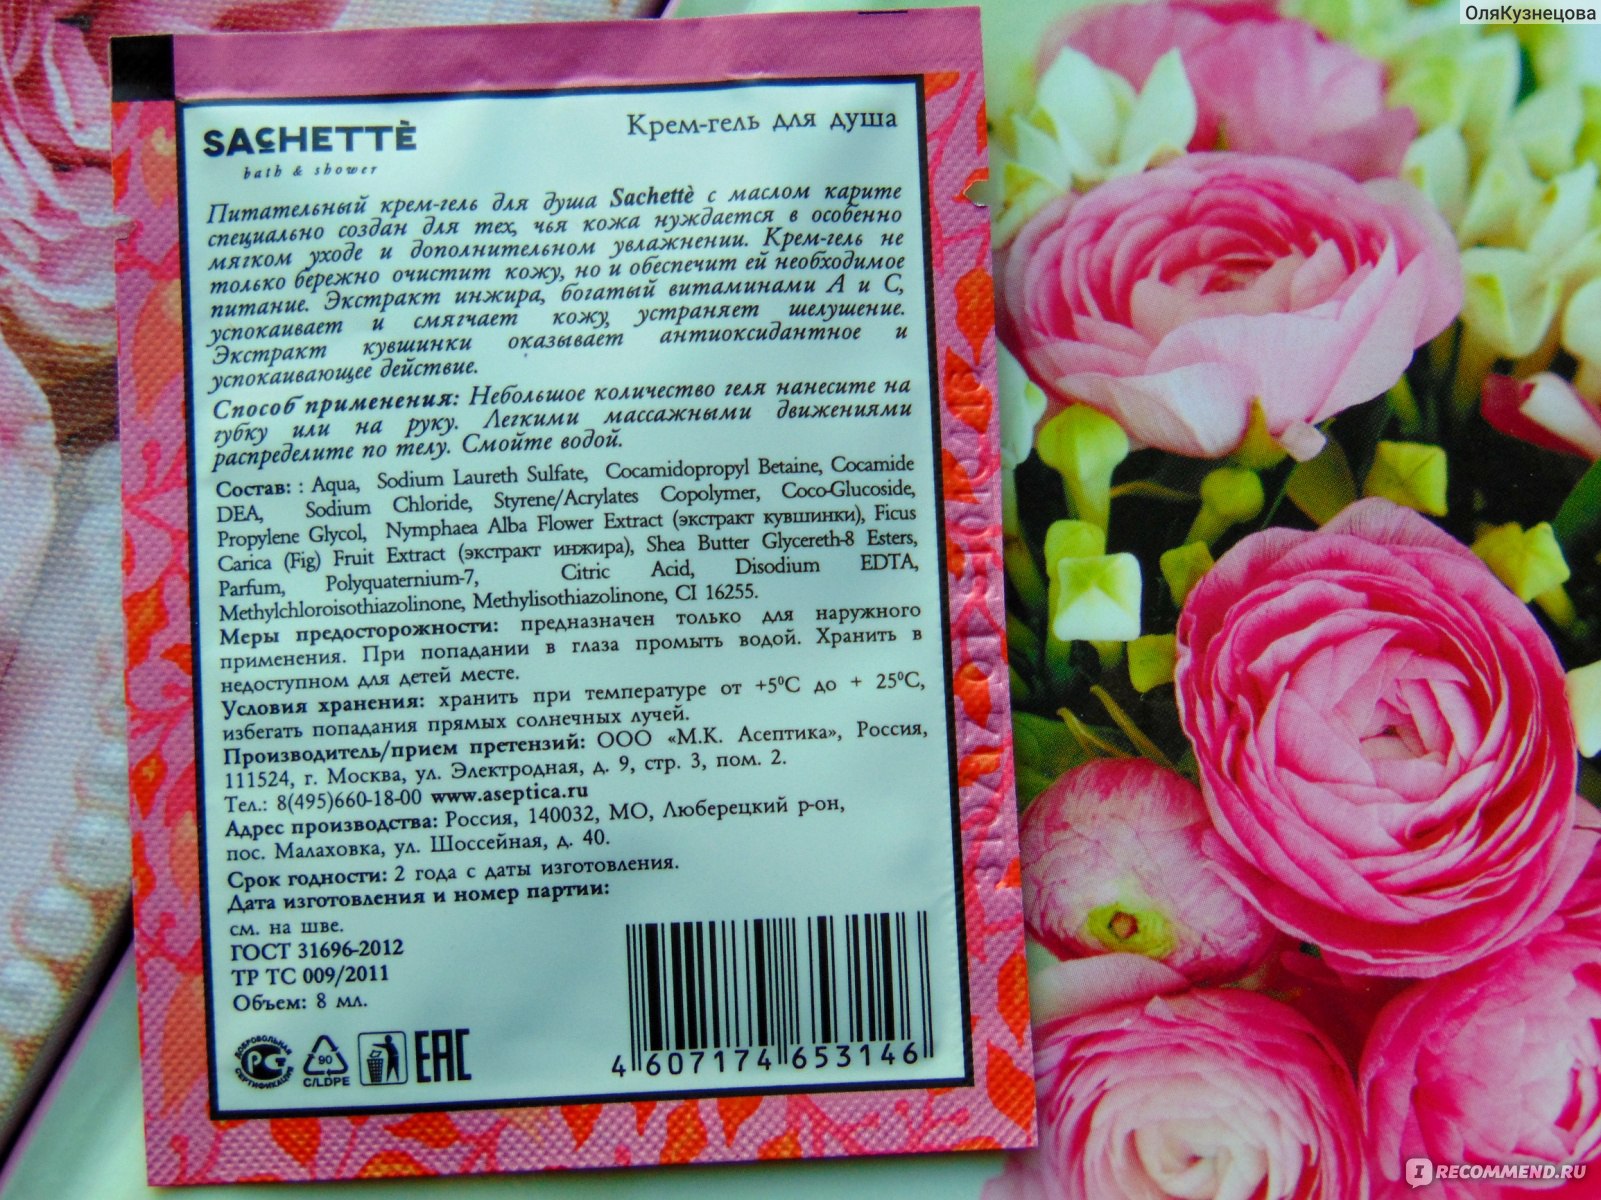 ОляКузнецова
SACHETTÈ
bath & shower
Крем-гель для душа
Питательный крем-гель для душа Sachettè с маслом карите
специально создан для тех, чья кожа нуждается в особенно
мягком уходе и дополнительном увлажнении. Крем-гель не
только бережно очистит кожу, но и обеспечит ей необходимое
питание. Экстракт инжира, богатый витаминами А и С,
успокаивает и смягчает кожу, устраняет шелушение.
Экстракт кувшинки оказывает антиоксидантное и
успокаивающее действие.
Способ применения: Небольшое количество геля нанесите на
губку или на руку. Легкими массажными движениями
распределите по телу. Смойте водой.
Состав: : Aqua, Sodium Laureth Sulfate, Cocamidopropyl Betaine, Cocamide
DEA, Sodium Chloride, Styrene/Acrylates Copolymer, Coco-Glucoside,
Propylene Glycol, Nymphaea Alba Flower Extract (экстракт кувшинки), Ficus
Carica (Fig) Fruit Extract (экстракт инжира), Shea Butter Glycereth-8 Esters,
Parfum, Polyquaternium-7, Citric Acid, Disodium EDTA,
Methylchloroisothiazolinone, Methylisothiazolinone, CI 16255.
Меры предосторожности: предназначен только для наружного
применения. При попадании в глаза промыть водой. Хранить в
недоступном для детей месте.
Условия хранения: хранить при температуре от +5⁰С до + 25⁰С,
избегать попадания прямых солнечных лучей.
Производитель/прием претензий: ООО «М.К. Асептика», Россия,
111524, г. Москва, ул. Электродная, д. 9, стр. 3, пом. 2.
Тел.: 8(495)660-18-00 www.aseptica.ru
Адрес производства: Россия, 140032, МО, Люберецкий р-он,
пос. Малаховка, ул. Шоссейная, д. 40.
Срок годности: 2 года с даты изготовления.
Дата изготовления и номер партии:
см. на шве.
ГОСТ 31696-2012
ТР ТС 009/2011
Объем: 8 мл.
ДОБРОВОЛЬНАЯ
РСТ
СЕРТИФИКАЦИЯ
90
C/LDPE
EAC
4 607174 653146
IRECOMMEND.RU